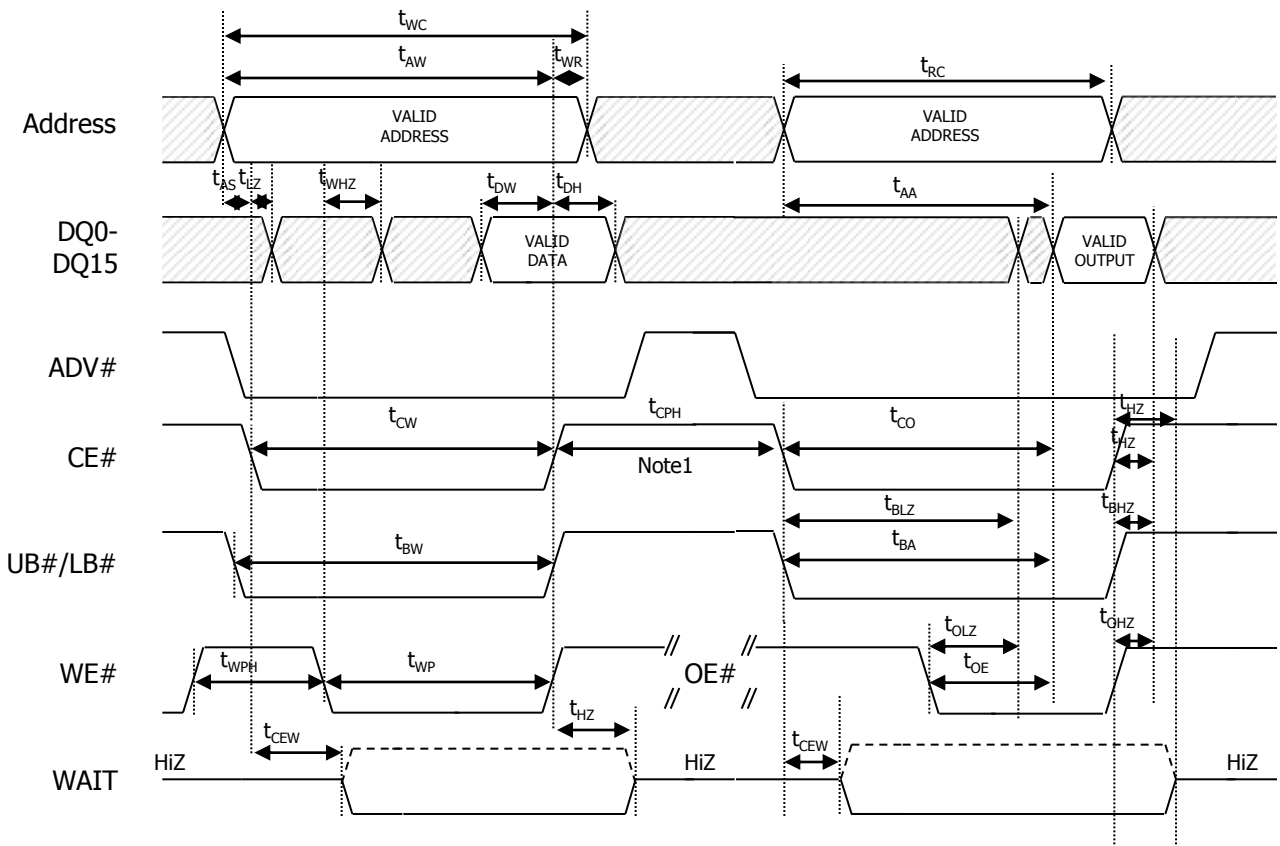 tWC
tAW
tWR
tRC
Address
VALID
ADDRESS
VALID
ADDRESS
tAS
tLZ
tWHZ
tDW
tDH
tAA
DQ0-
DQ15
VALID
DATA
VALID
OUTPUT
ADV#
tCW
tCPH
tCO
tHZ
CE#
Note1
tHZ
tBLZ
tBHZ
UB#/LB#
tBW
tBA
WE#
tWPH
tWP
OE#
tOLZ
tOE
tOHZ
tCEW
tHZ
tCEW
WAIT
HiZ
HiZ
HiZ